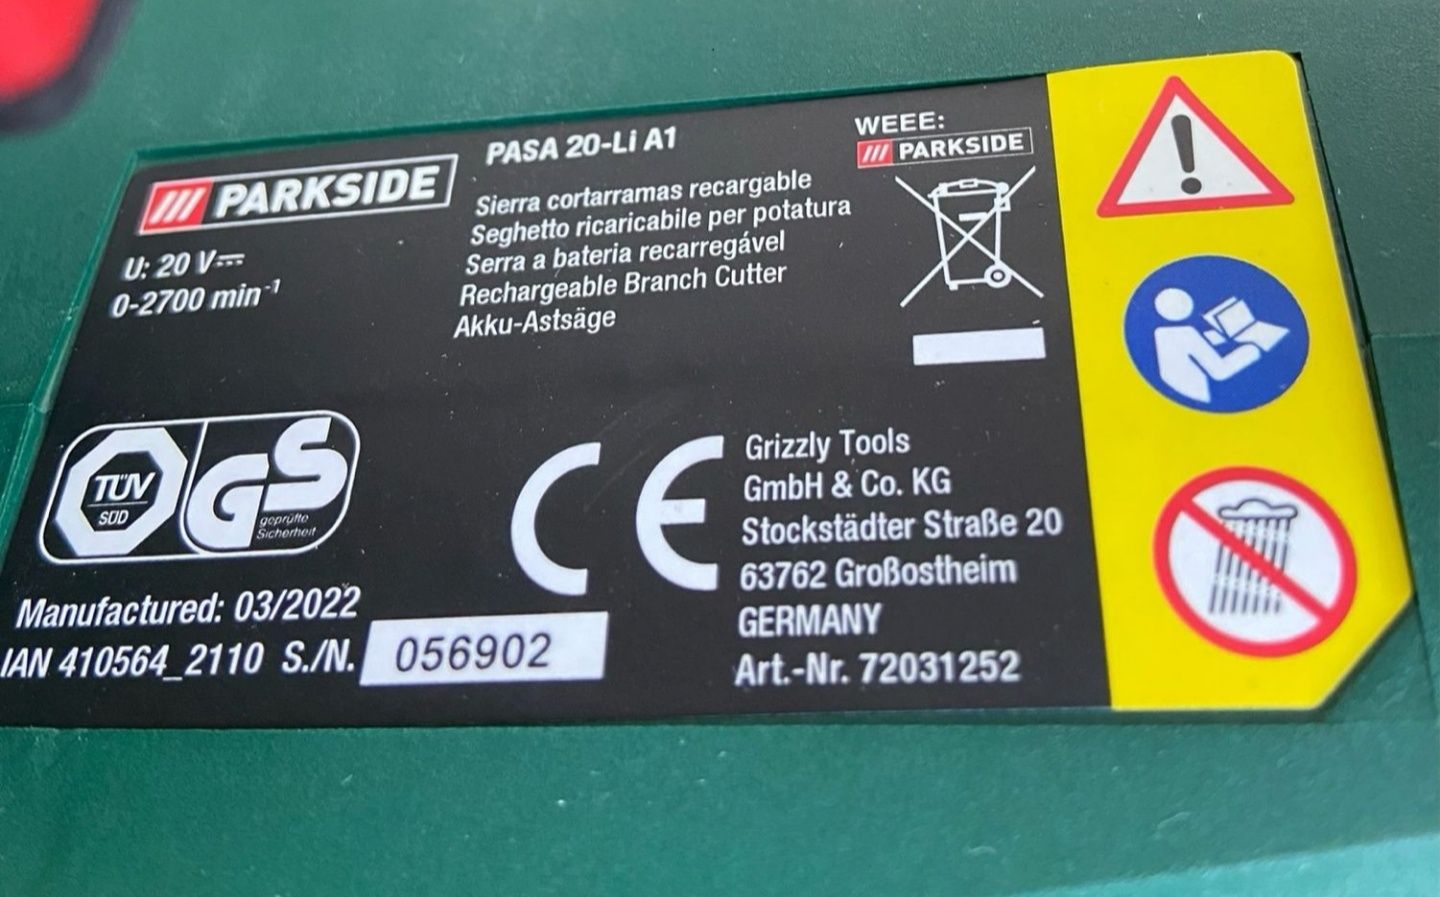 PARKSIDE
U: 20 V
0-2700 min⁻¹
PASA 20-Li A1
Sierra cortarramas recargable
Seghetto ricaricabile per potatura
Serra a bateria recarregável
Rechargeable Branch Cutter
Akku-Astsäge
WEEE:
PARKSIDE
TÜV
SÜD
GS
geprüfte
Sicherheit
CE
Grizzly Tools
GmbH & Co. KG
Stockstädter Straße 20
63762 Großostheim
GERMANY
Art.-Nr. 72031252
Manufactured: 03/2022
IAN 410564_2110 S./N. 056902